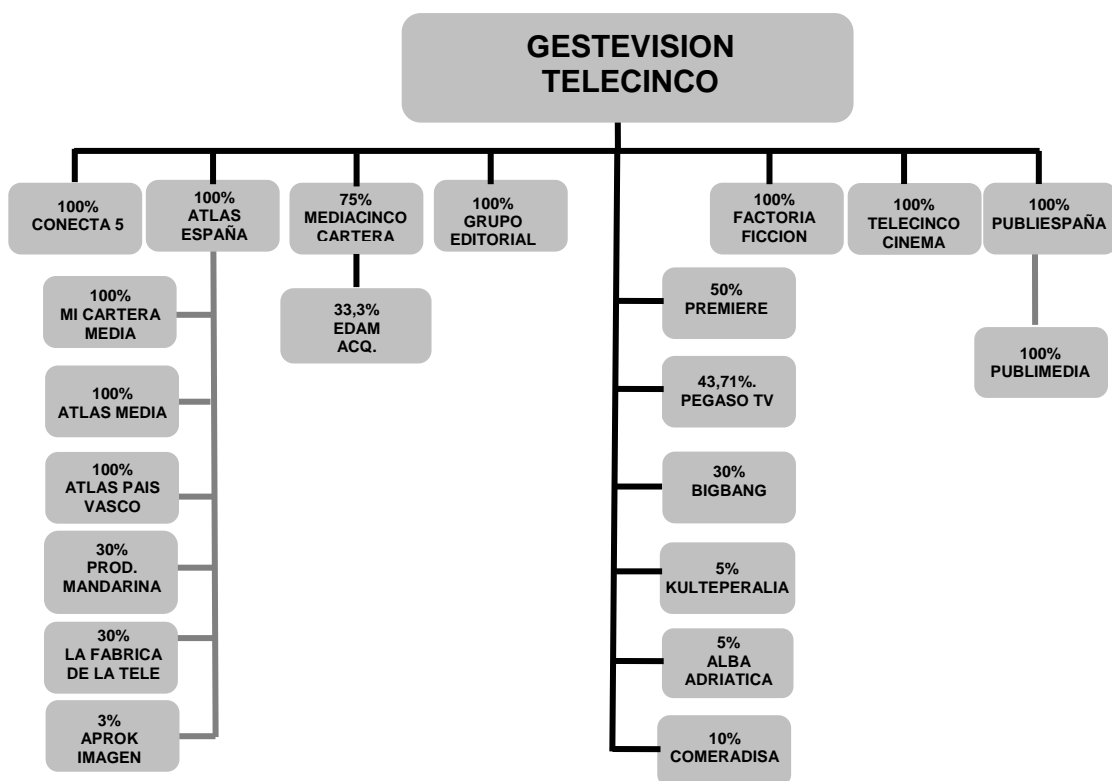 GESTEVISION
TELECINCO
100%
CONECTA 5
100%
ATLAS
ESPAÑA
75%
MEDIACINCO
CARTERA
100%
GRUPO
EDITORIAL
100%
FACTORIA
FICCION
100%
TELECINCO
CINEMA
100%
PUBLIESPAÑA
100%
MI CARTERA
MEDIA
100%
ATLAS MEDIA
100%
ATLAS PAIS
VASCO
30%
PROD.
MANDARINA
30%
LA FABRICA
DE LA TELE
3%
APROK
IMAGEN
33,3%
EDAM
ACQ.
50%
PREMIERE
43,71%.
PEGASO TV
30%
BIGBANG
5%
KULTEPERALIA
5%
ALBA
ADRIATICA
10%
COMERADISA
100%
PUBLIMEDIA